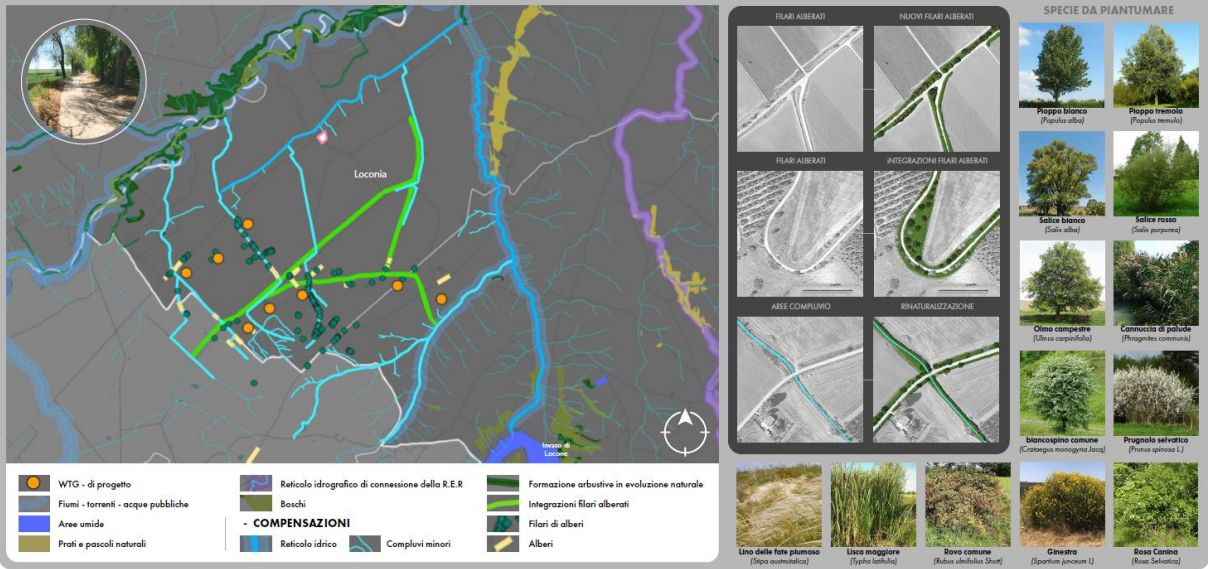 Loconia
Invaso di
Locone
WTG - di progetto
Fiumi - torrenti - acque pubbliche
Aree umide
Prati e pascoli naturali
Reticolo idrografico di connessione della R.E.R
Boschi
- COMPENSAZIONI
Reticolo idrico
Compluvi minori
Formazione arbustive in evoluzione naturale
Integrazioni filari alberati
Filari di alberi
Alberi
FILARI ALBERATI
NUOVI FILARI ALBERATI
FILARI ALBERATI
iNTEGRAZIONI FILARI ALBERATI
AREE COMPLUVIO
RINATURALIZZAZIONE
SPECIE DA PIANTUMARE
Pioppo bianco
(Populus alba)
Pioppo tremolo
(Populus tremulo)
Salice bianco
(Salix alba)
Salice rosso
(Salix purpurea)
Olmo campestre
(Ulmus carpinifolia)
Cannuccia di palude
(Phragmites communis)
biancospino comune
(Crataegus monogyna Jacq)
Prugnolo selvatico
(Prunus spinosa L.)
Lino delle fate piumoso
(Stipa austroitalica)
Lisca maggiore
(Typha latifolia)
Rovo comune
(Rubus ulmifolius Shott)
Ginestra
(Spartium junceum L)
Rosa Canina
(Rosa Selvatica)